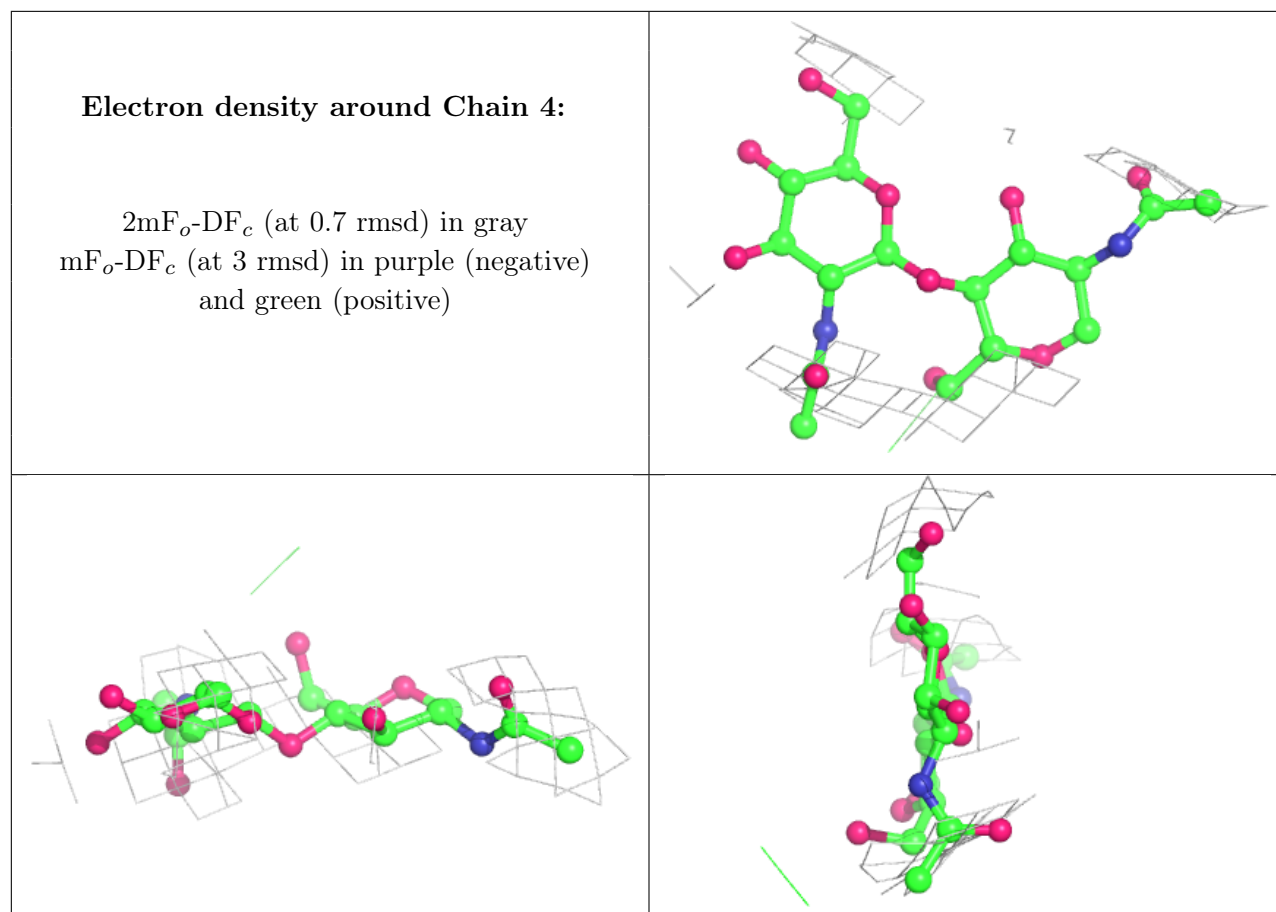 Electron density around Chain 4:
2mFo-DFc (at 0.7 rmsd) in gray
mFo-DFc (at 3 rmsd) in purple (negative)
and green (positive)